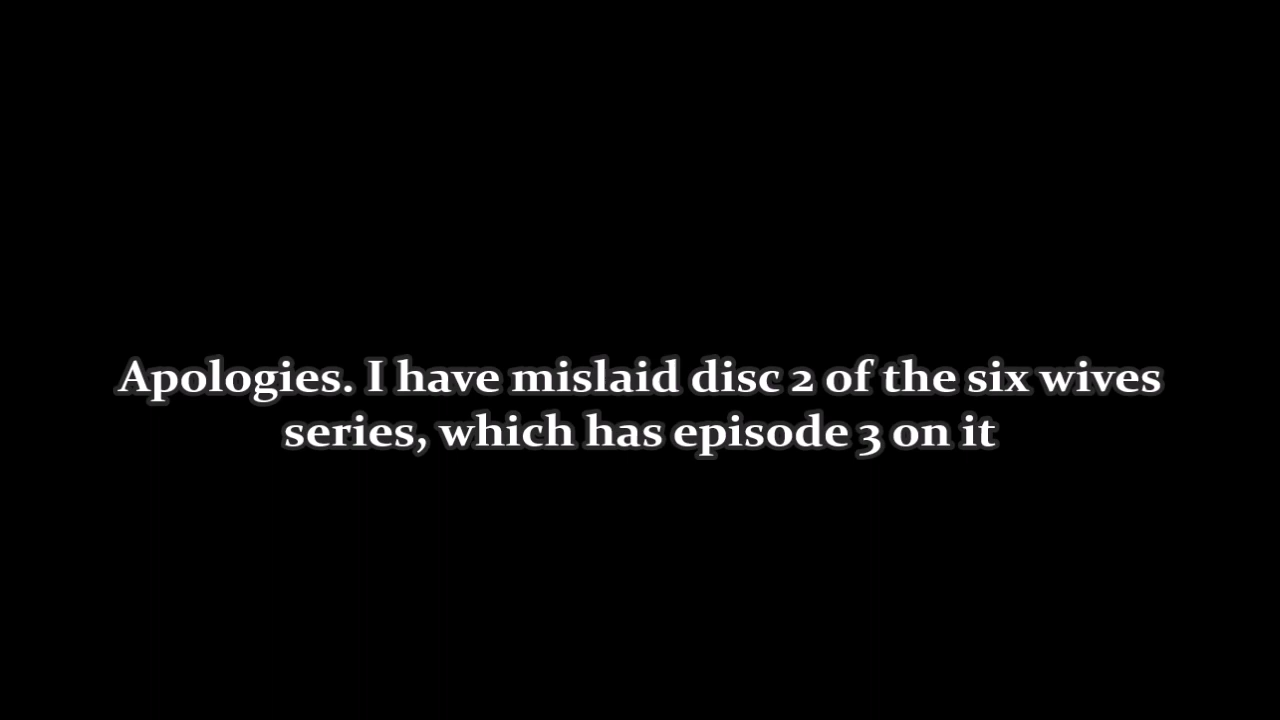 Apologies. I have mislaid disc 2 of the six wives
series, which has episode 3 on it